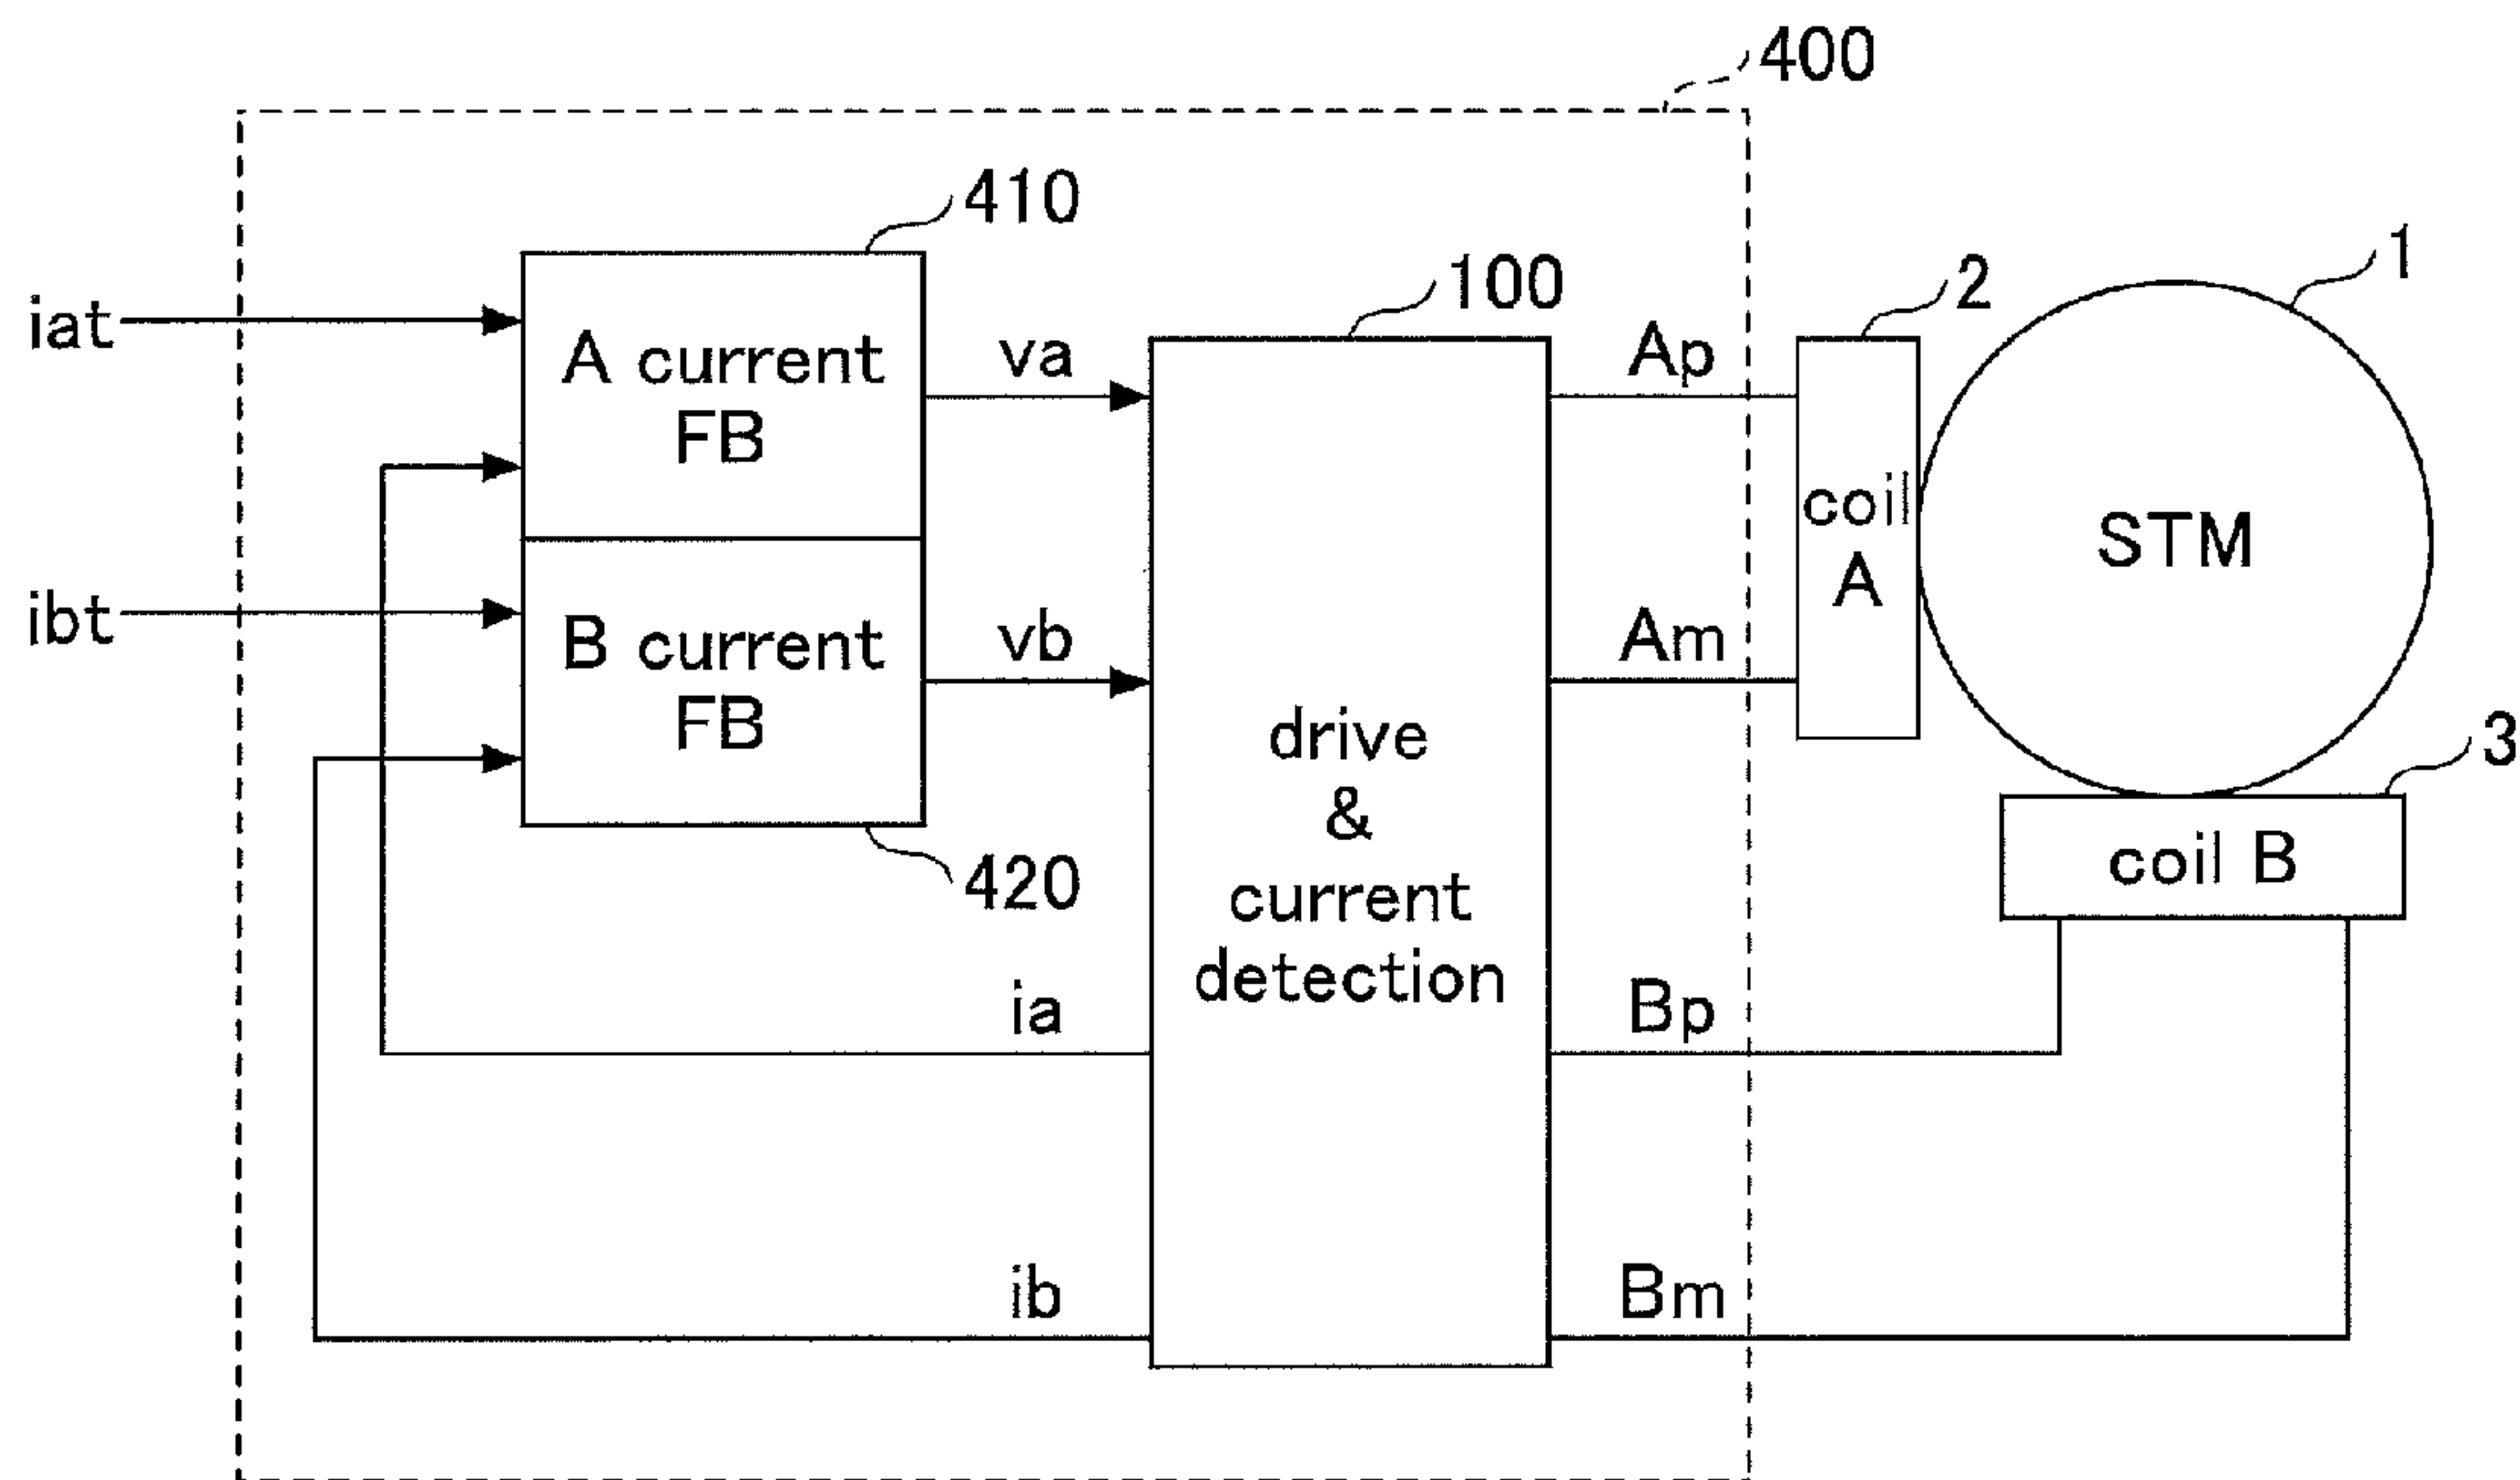 400
410
100
2
1
iat
A current
FB
va
Ap
coil
A
STM
ibt
B current
FB
vb
Am
drive
&
current
detection
3
coil B
420
ia
Bp
ib
Bm